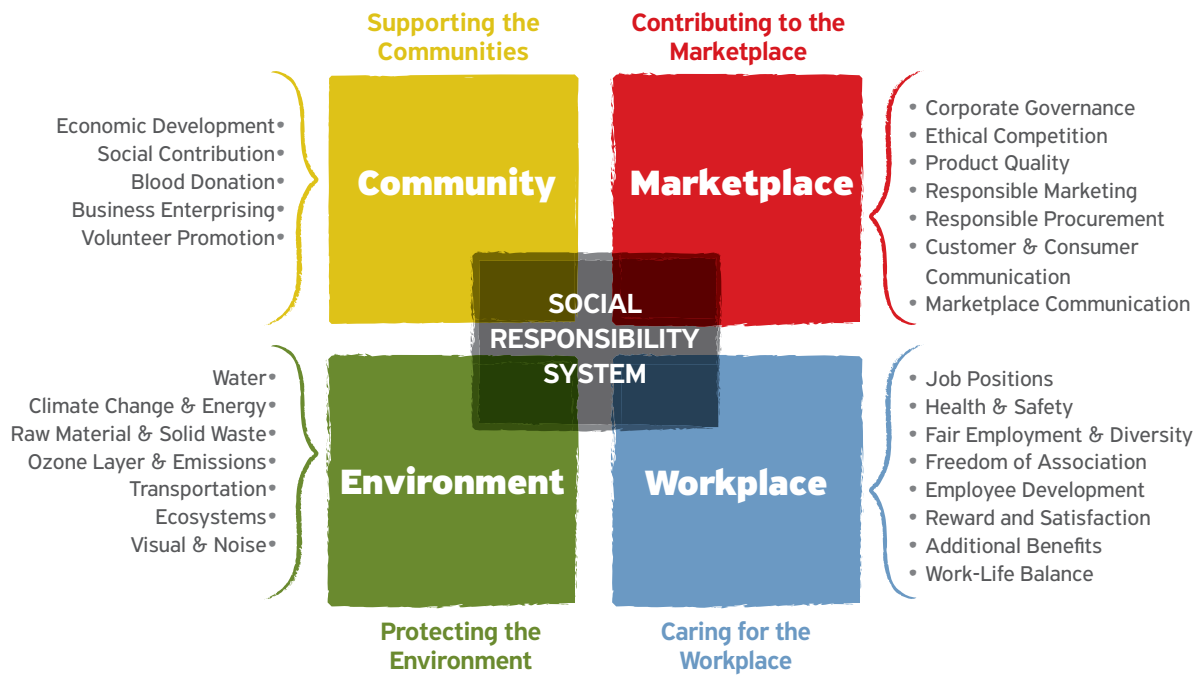 Supporting the
Communities
Economic Development•
Social Contribution•
Blood Donation•
Business Enterprising•
Volunteer Promotion•
Community
Contributing to the
Marketplace
Marketplace
• Corporate Governance
• Ethical Competition
• Product Quality
• Responsible Marketing
• Responsible Procurement
• Customer & Consumer
Communication
• Marketplace Communication
SOCIAL
RESPONSIBILITY
SYSTEM
Water•
Climate Change & Energy•
Raw Material & Solid Waste•
Ozone Layer & Emissions•
Transportation•
Ecosystems•
Visual & Noise•
Environment
Protecting the
Environment
Workplace
• Job Positions
• Health & Safety
• Fair Employment & Diversity
• Freedom of Association
• Employee Development
• Reward and Satisfaction
• Additional Benefits
• Work-Life Balance
Caring for the
Workplace